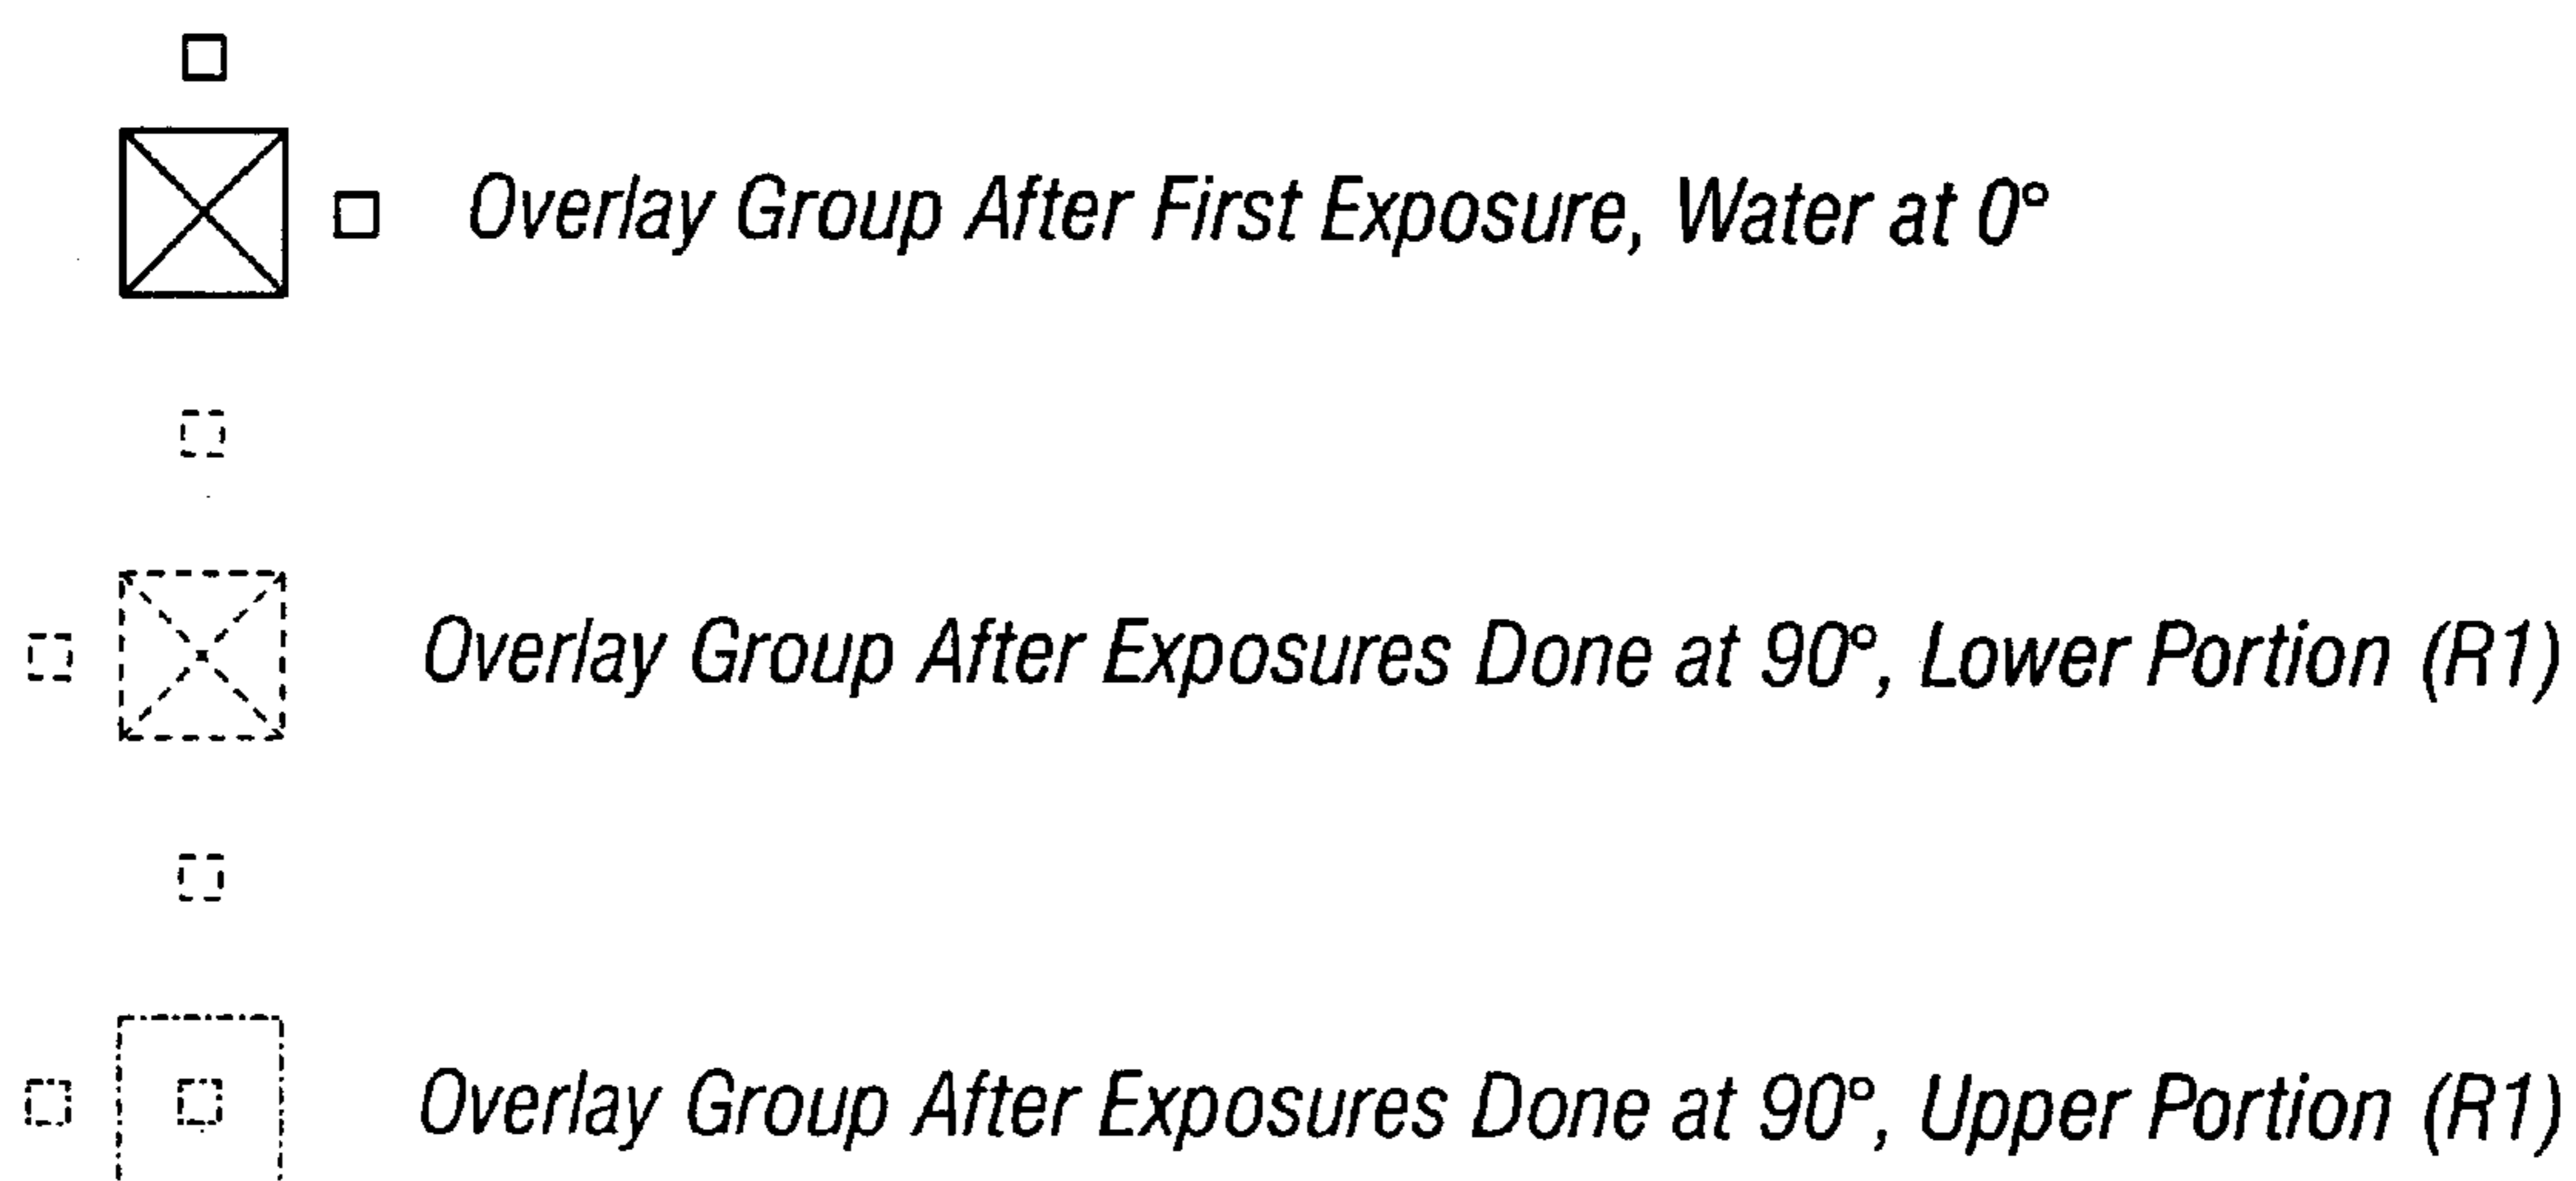 Overlay Group After First Exposure, Water at 0°
Overlay Group After Exposures Done at 90°, Lower Portion (R1)
Overlay Group After Exposures Done at 90°, Upper Portion (R1)